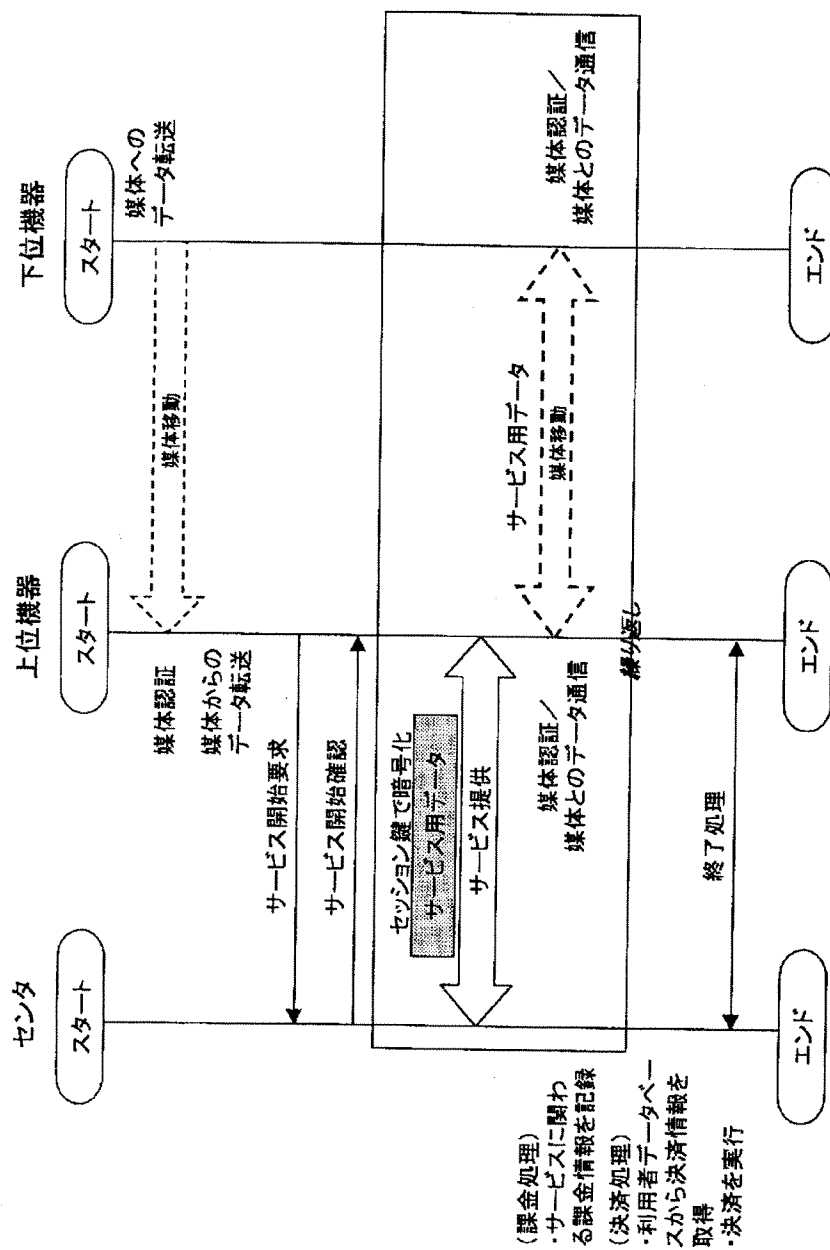 センタ
上位機器
下位機器
スタート
スタート
スタート
媒体への
データ転送
媒体移動
媒体認証
媒体からの
データ転送
サービス開始要求
サービス開始確認
セッション鍵で暗号化
サービス用データ
サービス提供
サービス用データ
媒体移動
媒体認証/
媒体とのデータ通信
媒体認証/
媒体とのデータ通信
繰り返し
(課金処理)
・サービスに関わ
る課金情報を記録
(決済処理)
・利用者データベー
スから決済情報を
取得
・決済を実行
終了処理
エンド
エンド
エンド